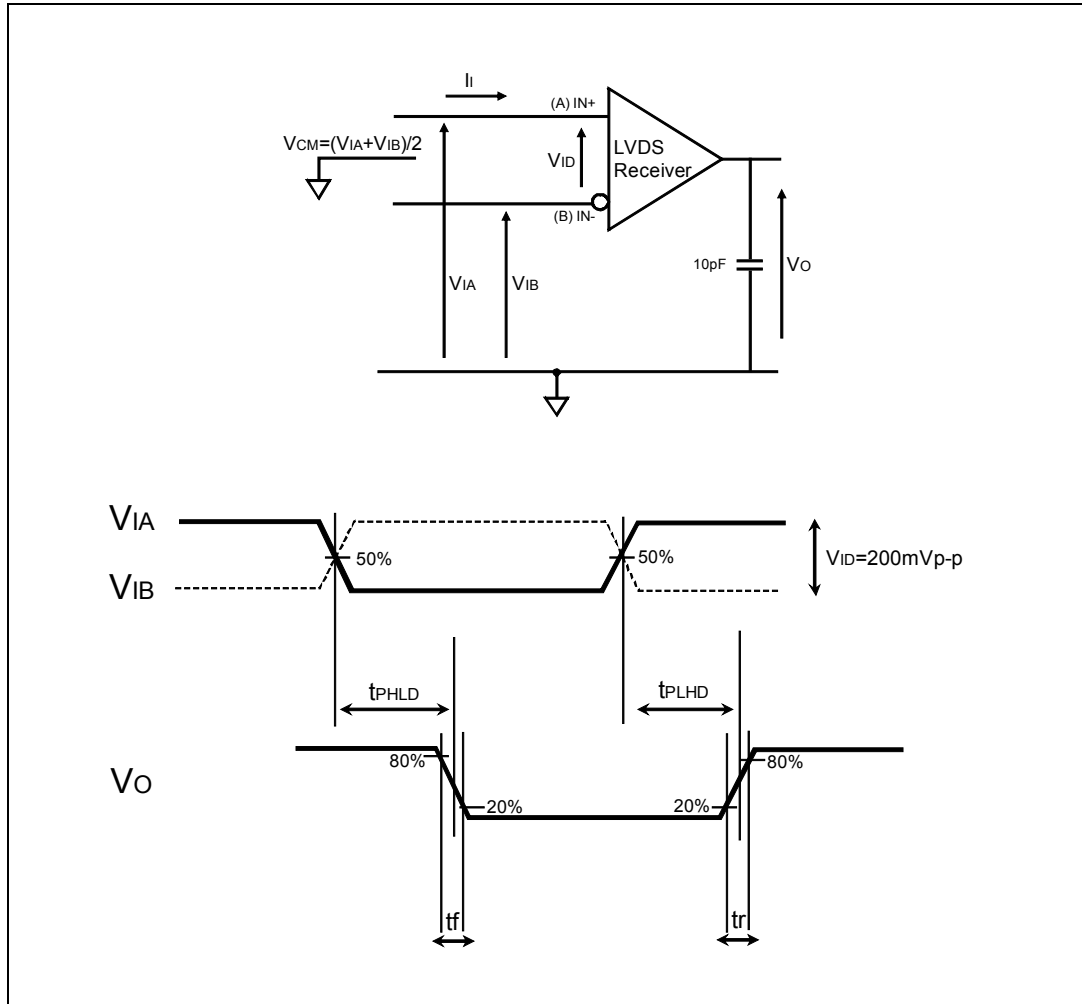 II
(A) IN+
VCM=(VIA+VIB)/2
VID
LVDS
Receiver
(B) IN-
10pF
VO
VIA
VIB
VIA
50%
50%
VID=200mVp-p
VIB
tPHLD
tPLHD
VO
80%
80%
20%
20%
tf
tr